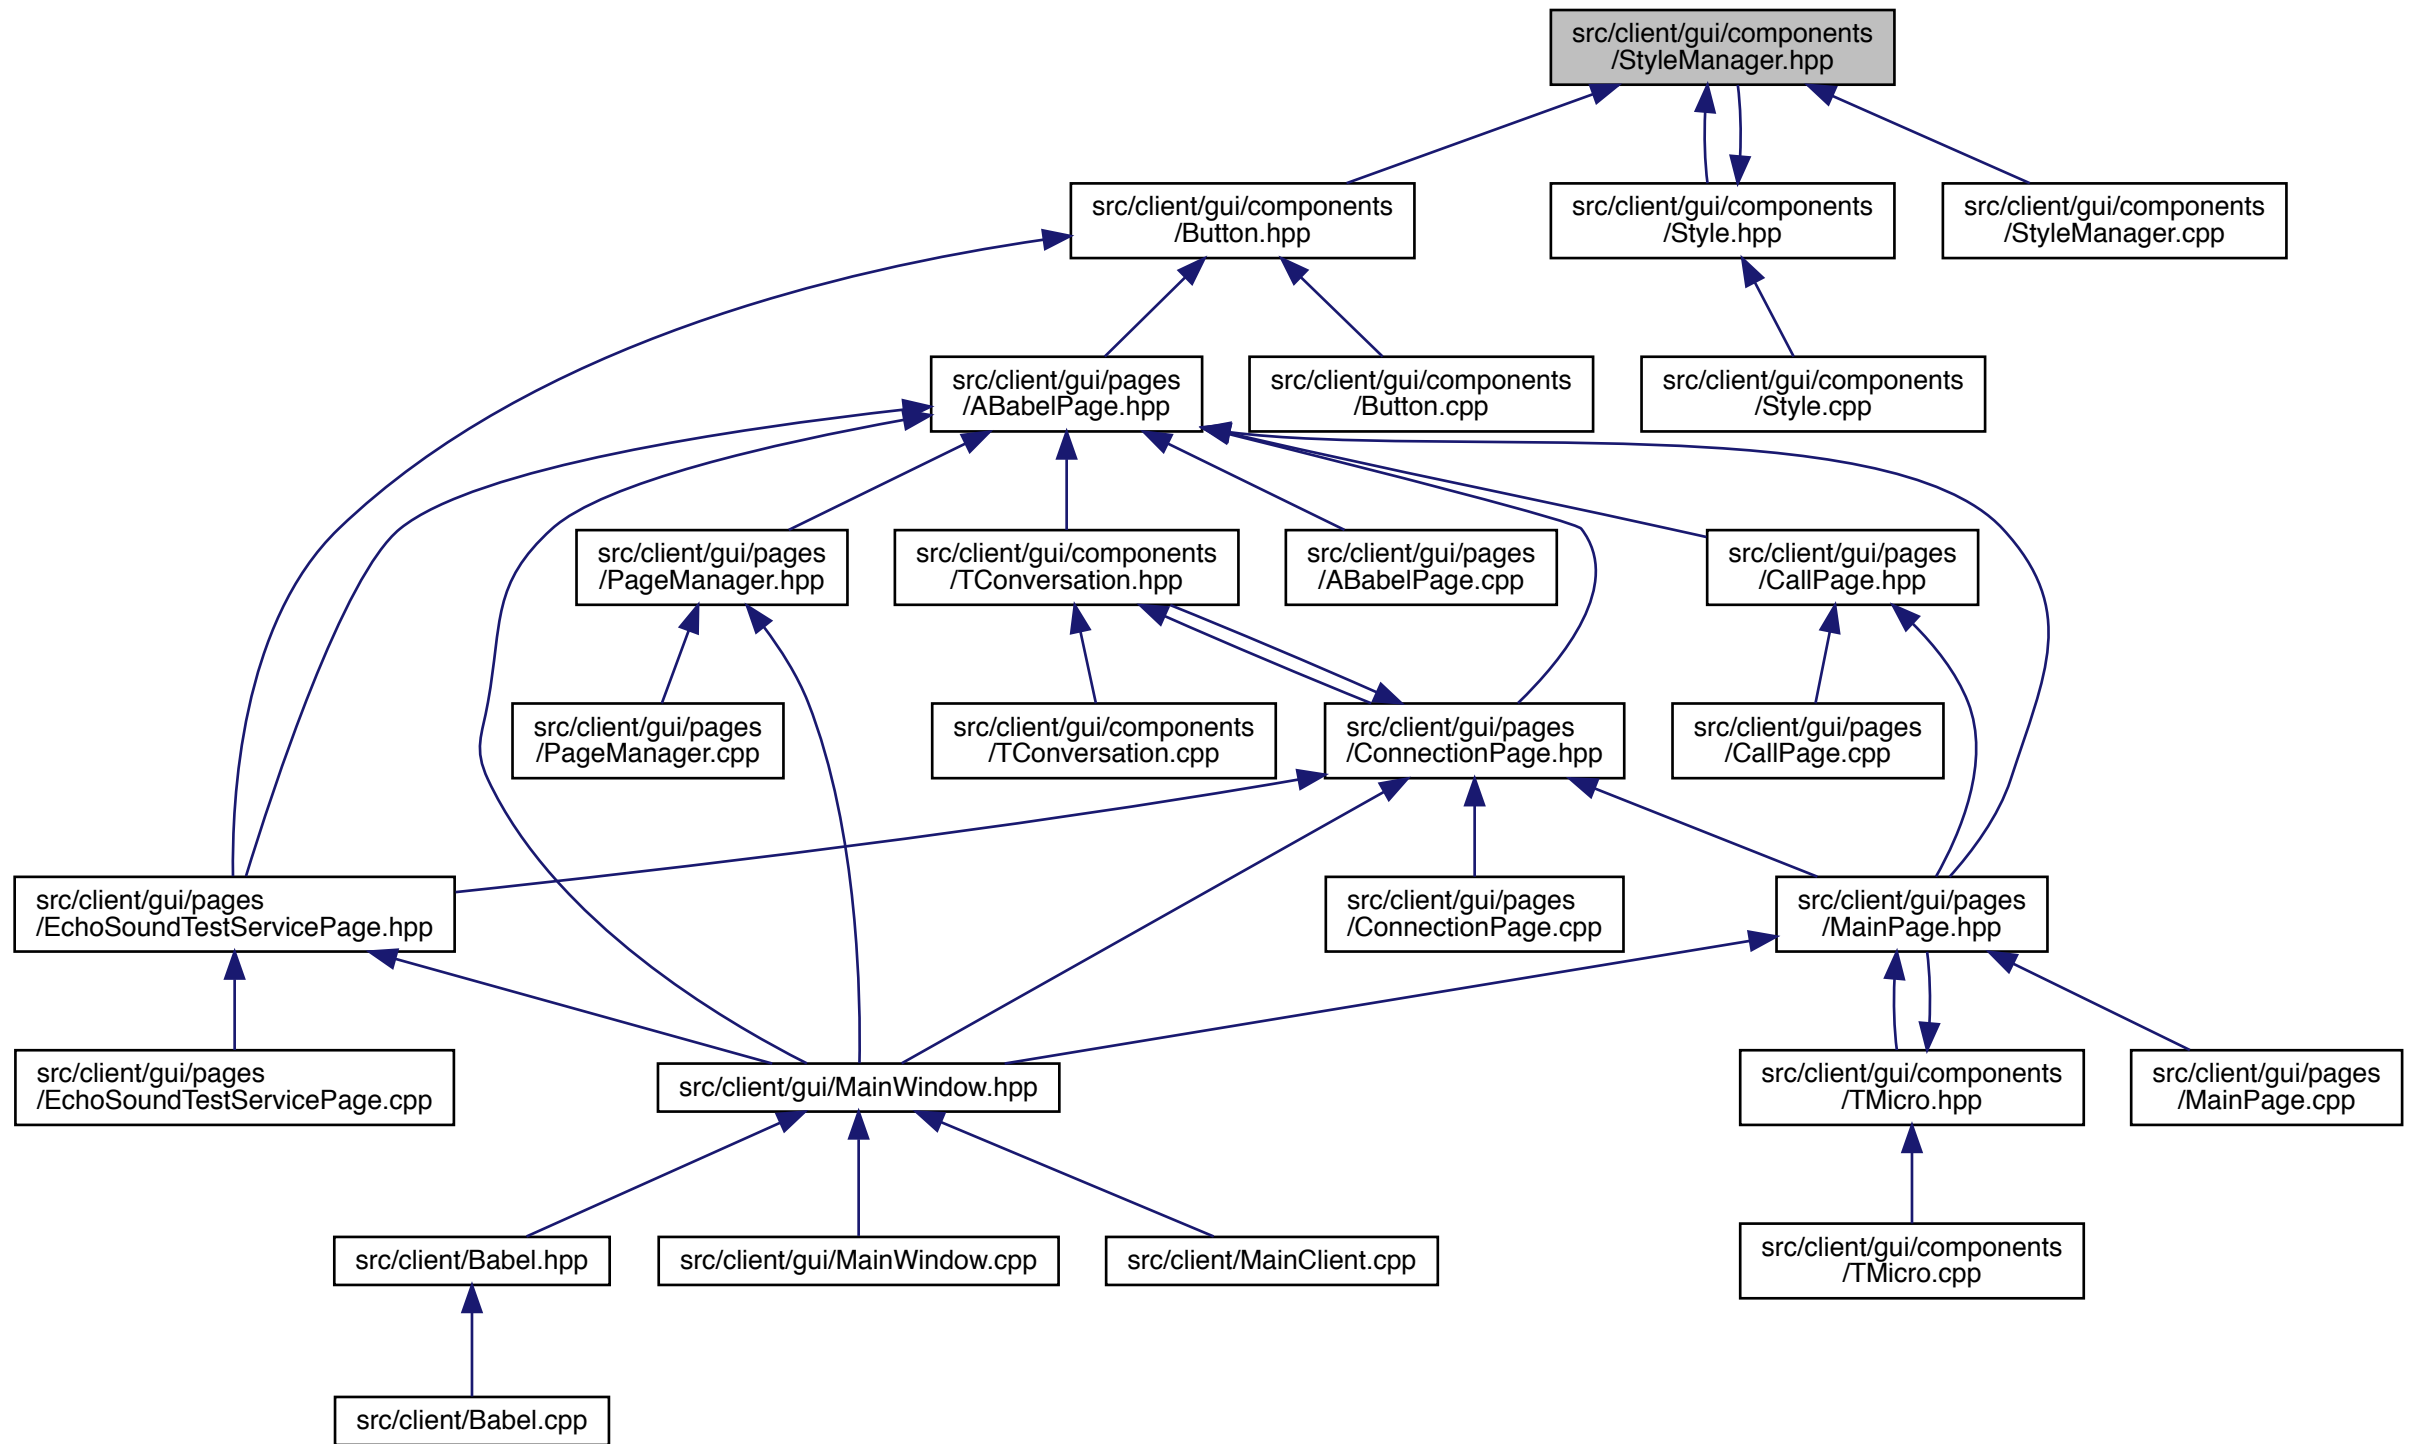 src/client/gui/components
/StyleManager.hpp
src/client/gui/components
/Button.hpp
src/client/gui/components
/Style.hpp
src/client/gui/components
/StyleManager.cpp
src/client/gui/pages
/ABabelPage.hpp
src/client/gui/components
/Button.cpp
src/client/gui/components
/Style.cpp
src/client/gui/pages
/PageManager.hpp
src/client/gui/components
/TConversation.hpp
src/client/gui/pages
/ABabelPage.cpp
src/client/gui/pages
/CallPage.hpp
src/client/gui/pages
/PageManager.cpp
src/client/gui/components
/TConversation.cpp
src/client/gui/pages
/ConnectionPage.hpp
src/client/gui/pages
/CallPage.cpp
src/client/gui/pages
/EchoSoundTestServicePage.hpp
src/client/gui/pages
/ConnectionPage.cpp
src/client/gui/pages
/MainPage.hpp
src/client/gui/pages
/EchoSoundTestServicePage.cpp
src/client/gui/MainWindow.hpp
src/client/gui/components
/TMicro.hpp
src/client/gui/pages
/MainPage.cpp
src/client/Babel.hpp
src/client/gui/MainWindow.cpp
src/client/MainClient.cpp
src/client/gui/components
/TMicro.cpp
src/client/Babel.cpp